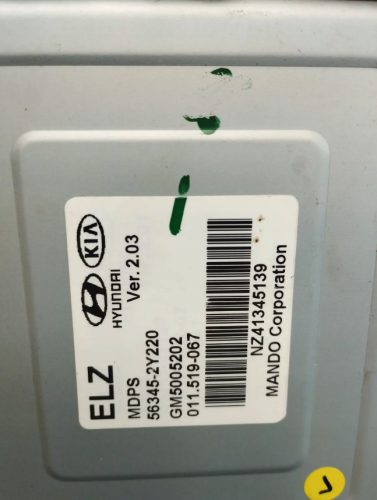 KIA
HYUNDAI
Ver. 2.03
ELZ
MDPS
56345-2Y220
GM5005202
011.519-067
NZ41345139
MANDO Corporation